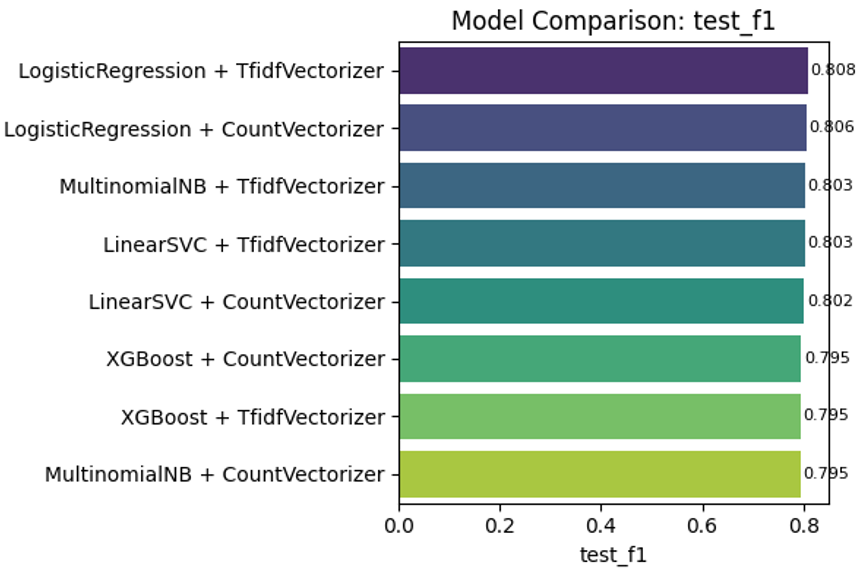 Model Comparison: test_f1
LogisticRegression + TfidfVectorizer 0.808
LogisticRegression + CountVectorizer 0.806
MultinomialNB + TfidfVectorizer 0.803
LinearSVC + TfidfVectorizer 0.803
LinearSVC + CountVectorizer 0.802
XGBoost + CountVectorizer 0.795
XGBoost + TfidfVectorizer 0.795
MultinomialNB + CountVectorizer 0.795
0.0 0.2 0.4 0.6 0.8
test_f1